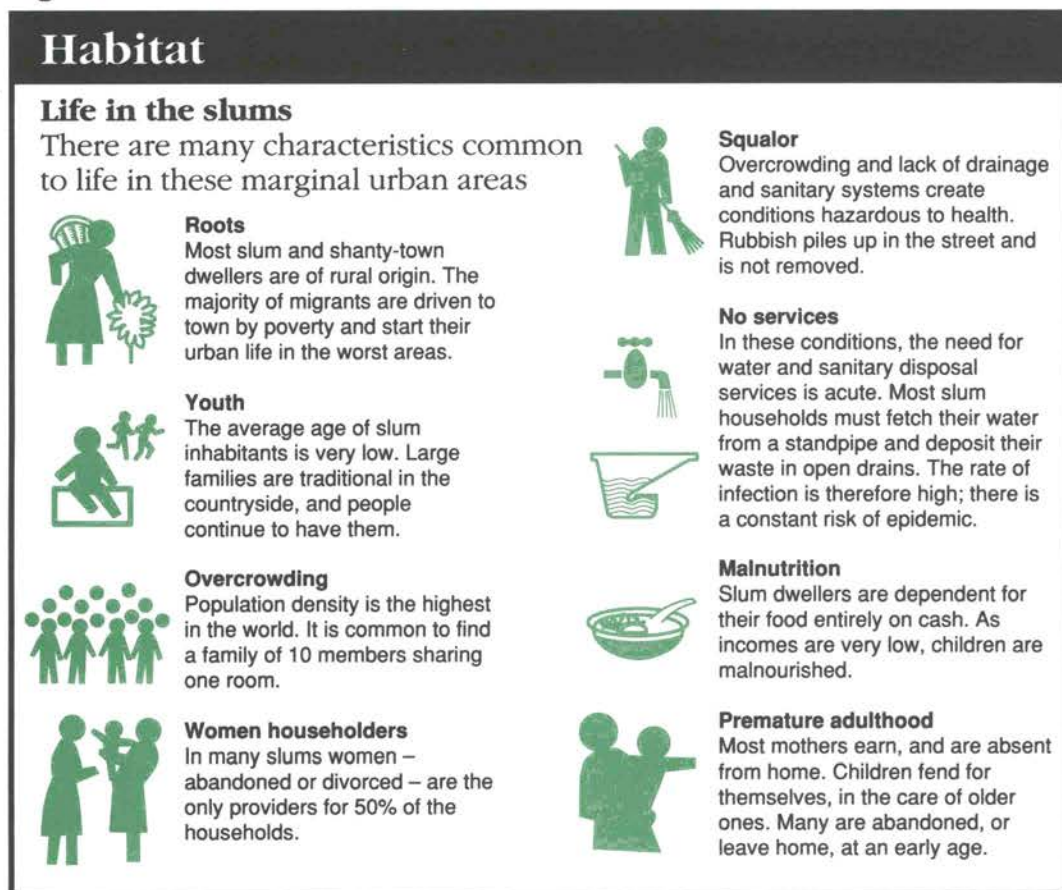 Habitat
Life in the slums
There are many characteristics common
to life in these marginal urban areas
Roots
Most slum and shanty-town
dwellers are of rural origin. The
majority of migrants are driven to
town by poverty and start their
urban life in the worst areas.
Youth
The average age of slum
inhabitants is very low. Large
families are traditional in the
countryside, and people
continue to have them.
Overcrowding
Population density is the highest
in the world. It is common to find
a family of 10 members sharing
one room.
Women householders
In many slums women –
abandoned or divorced – are the
only providers for 50% of the
households.
Squalor
Overcrowding and lack of drainage
and sanitary systems create
conditions hazardous to health.
Rubbish piles up in the street and
is not removed.
No services
In these conditions, the need for
water and sanitary disposal
services is acute. Most slum
households must fetch their water
from a standpipe and deposit their
waste in open drains. The rate of
infection is therefore high; there is
a constant risk of epidemic.
Malnutrition
Slum dwellers are dependent for
their food entirely on cash. As
incomes are very low, children are
malnourished.
Premature adulthood
Most mothers earn, and are absent
from home. Children fend for
themselves, in the care of older
ones. Many are abandoned, or
leave home, at an early age.